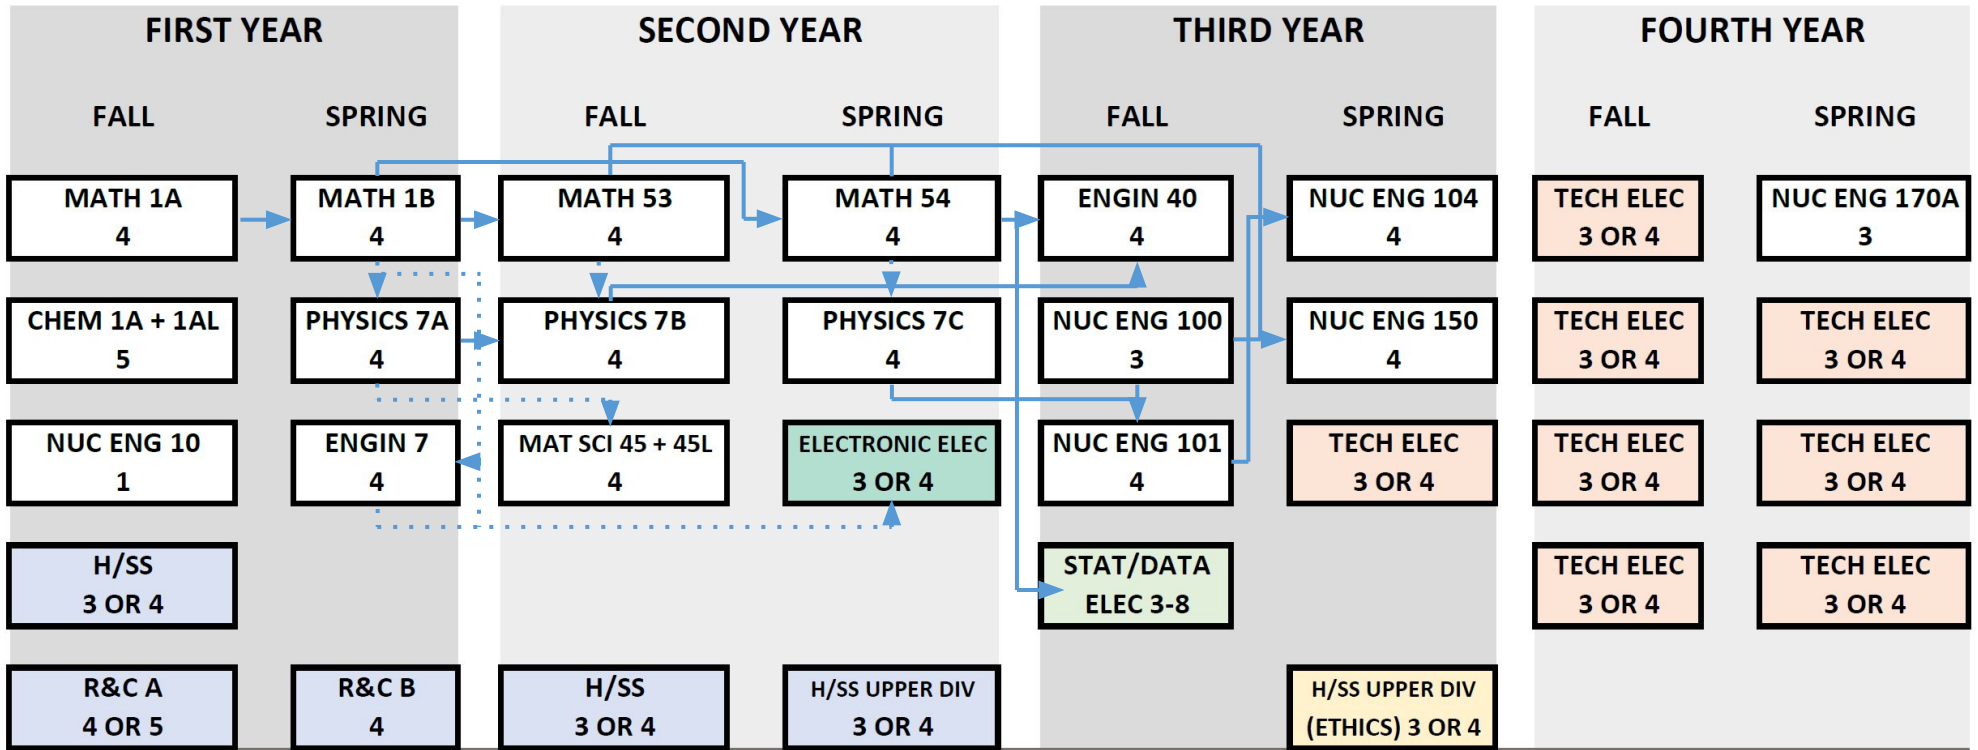 FIRST YEAR
SECOND YEAR
THIRD YEAR
FOURTH YEAR
FALL
SPRING
FALL
SPRING
FALL
SPRING
FALL
SPRING
MATH 1A
4
MATH 1B
4
MATH 53
4
MATH 54
4
ENGIN 40
4
NUC ENG 104
4
TECH ELEC
3 OR 4
NUC ENG 170A
3
CHEM 1A + 1AL
5
PHYSICS 7A
4
PHYSICS 7B
4
PHYSICS 7C
4
NUC ENG 100
3
NUC ENG 150
4
TECH ELEC
3 OR 4
TECH ELEC
3 OR 4
NUC ENG 10
1
ENGIN 7
4
MAT SCI 45 + 45L
4
ELECTRONIC ELEC
3 OR 4
NUC ENG 101
4
TECH ELEC
3 OR 4
TECH ELEC
3 OR 4
TECH ELEC
3 OR 4
H/SS
3 OR 4
STAT/DATA
ELEC 3-8
TECH ELEC
3 OR 4
TECH ELEC
3 OR 4
R&C A
4 OR 5
R&C B
4
H/SS
3 OR 4
H/SS UPPER DIV
3 OR 4
H/SS UPPER DIV
(ETHICS) 3 OR 4